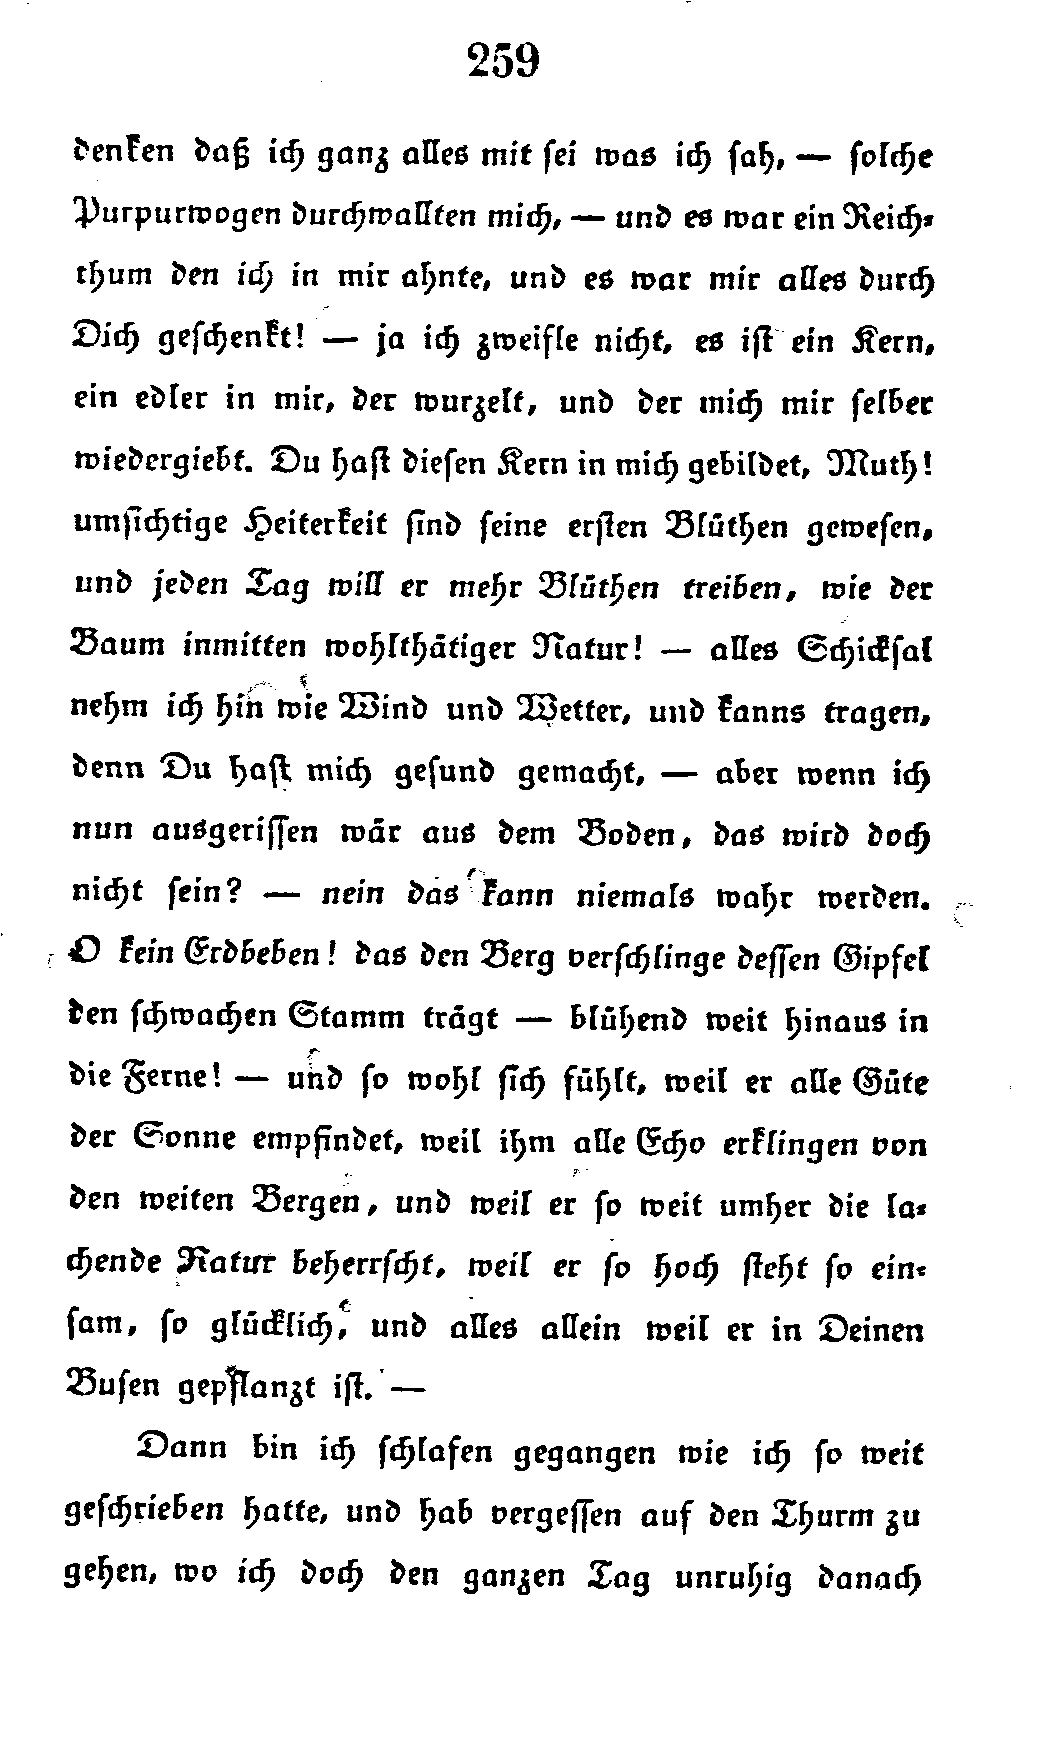 259
denken daß ich ganz alles mit sei was ich sah, — solche
Purpurwogen durchwallten mich, — und es war ein Reich-
thum den ich in mir ahnte, und es war mir alles durch
Dich geschenkt! — ja ich zweifle nicht, es ist ein Kern,
ein edler in mir, der wurzelt, und der mich mir selber
wiedergiebt. Du hast diesen Kern in mich gebildet, Muth!
umsichtige Heiterkeit sind seine ersten Blüthen gewesen,
und jeden Tag will er mehr Blüthen treiben, wie der
Baum inmitten wohlthätiger Natur! — alles Schicksal
nehm ich hin wie Wind und Wetter, und kanns tragen,
denn Du hast mich gesund gemacht, — aber wenn ich
nun ausgerissen wär aus dem Boden, das wird doch
nicht sein? — nein das kann niemals wahr werden.
O kein Erdbeben! das den Berg verschlinge dessen Gipfel
den schwachen Stamm trägt — blühend weit hinaus in
die Ferne! — und so wohl sich fühlt, weil er alle Güte
der Sonne empfindet, weil ihm alle Echo erklingen von
den weiten Bergen, und weil er so weit umher die la-
chende Natur beherrscht, weil er so hoch steht so ein-
sam, so glücklich, und alles allein weil er in Deinen
Busen gepflanzt ist. —
Dann bin ich schlafen gegangen wie ich so weit
geschrieben hatte, und hab vergessen auf den Thurm zu
gehen, wo ich doch den ganzen Tag unruhig danach